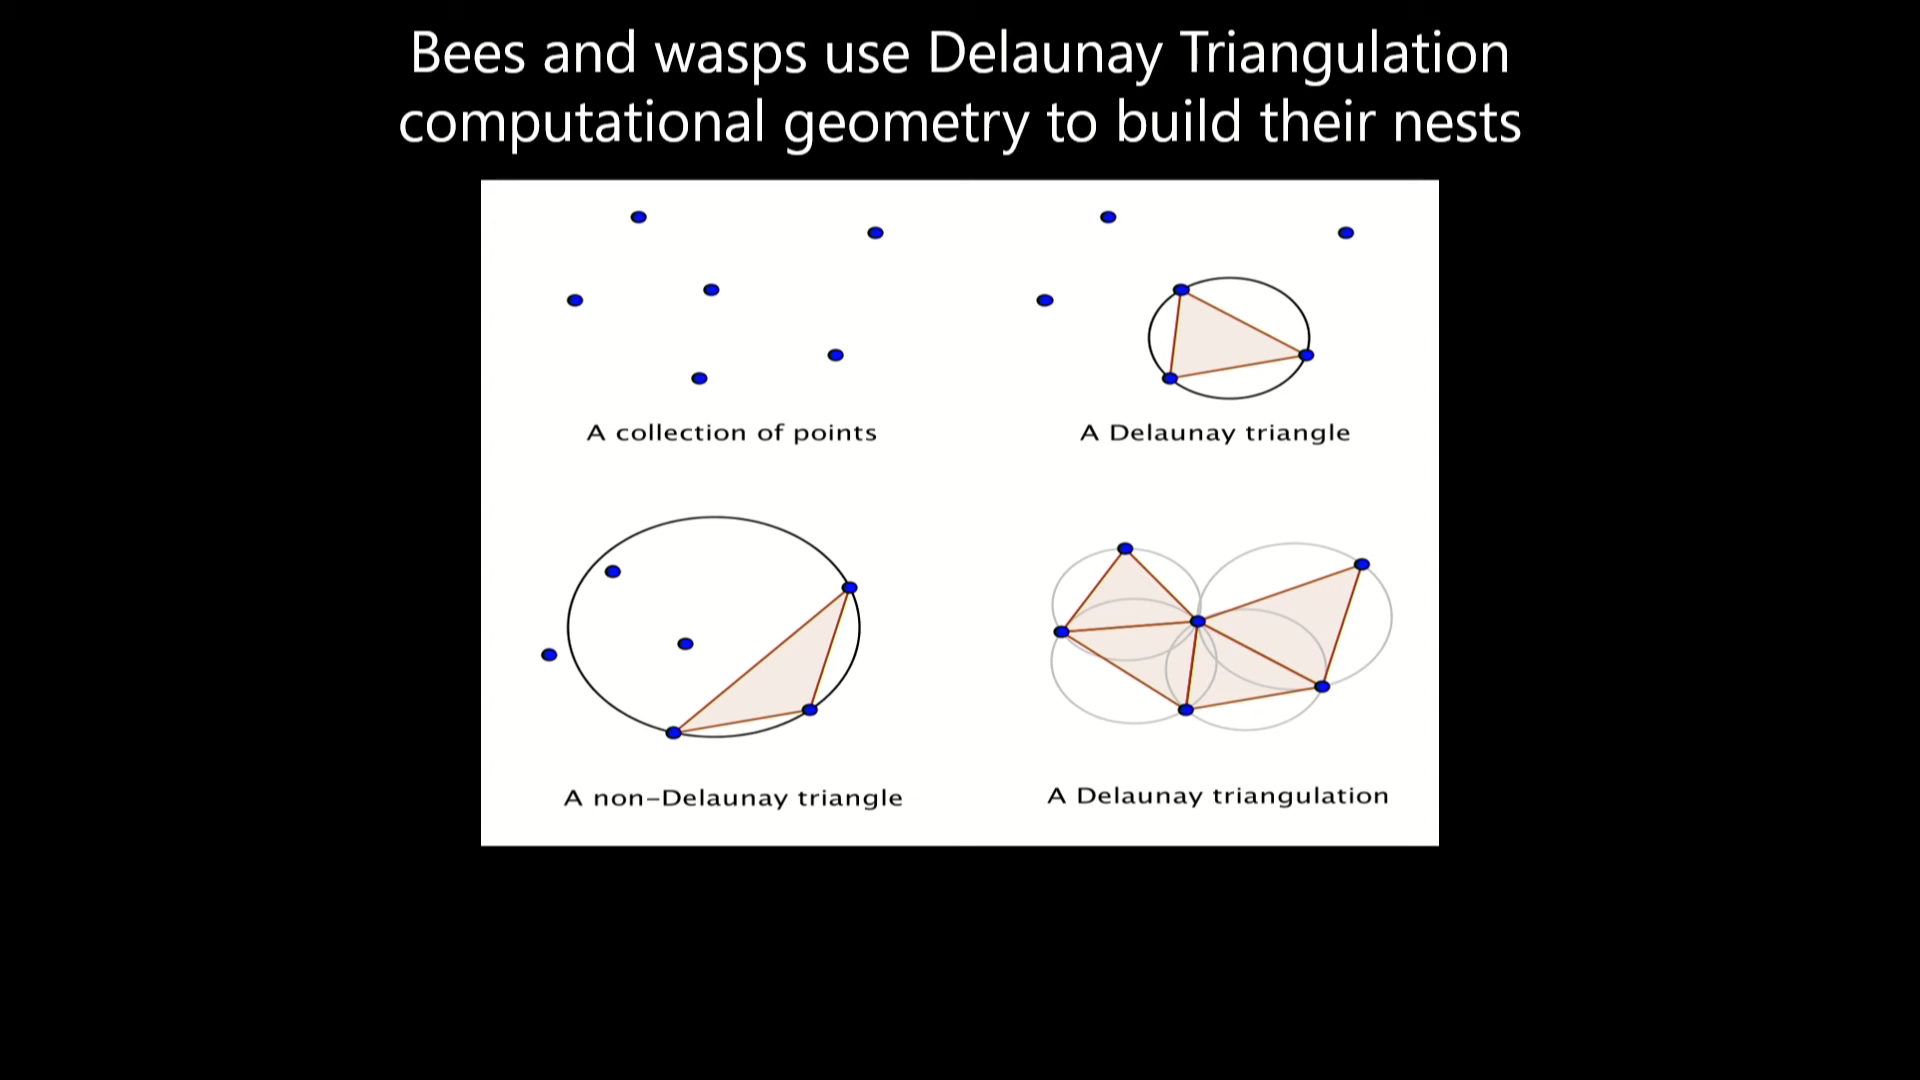 Bees and wasps use Delaunay Triangulation
computational geometry to build their nests
A collection of points
A Delaunay triangle
A non–Delaunay triangle
A Delaunay triangulation